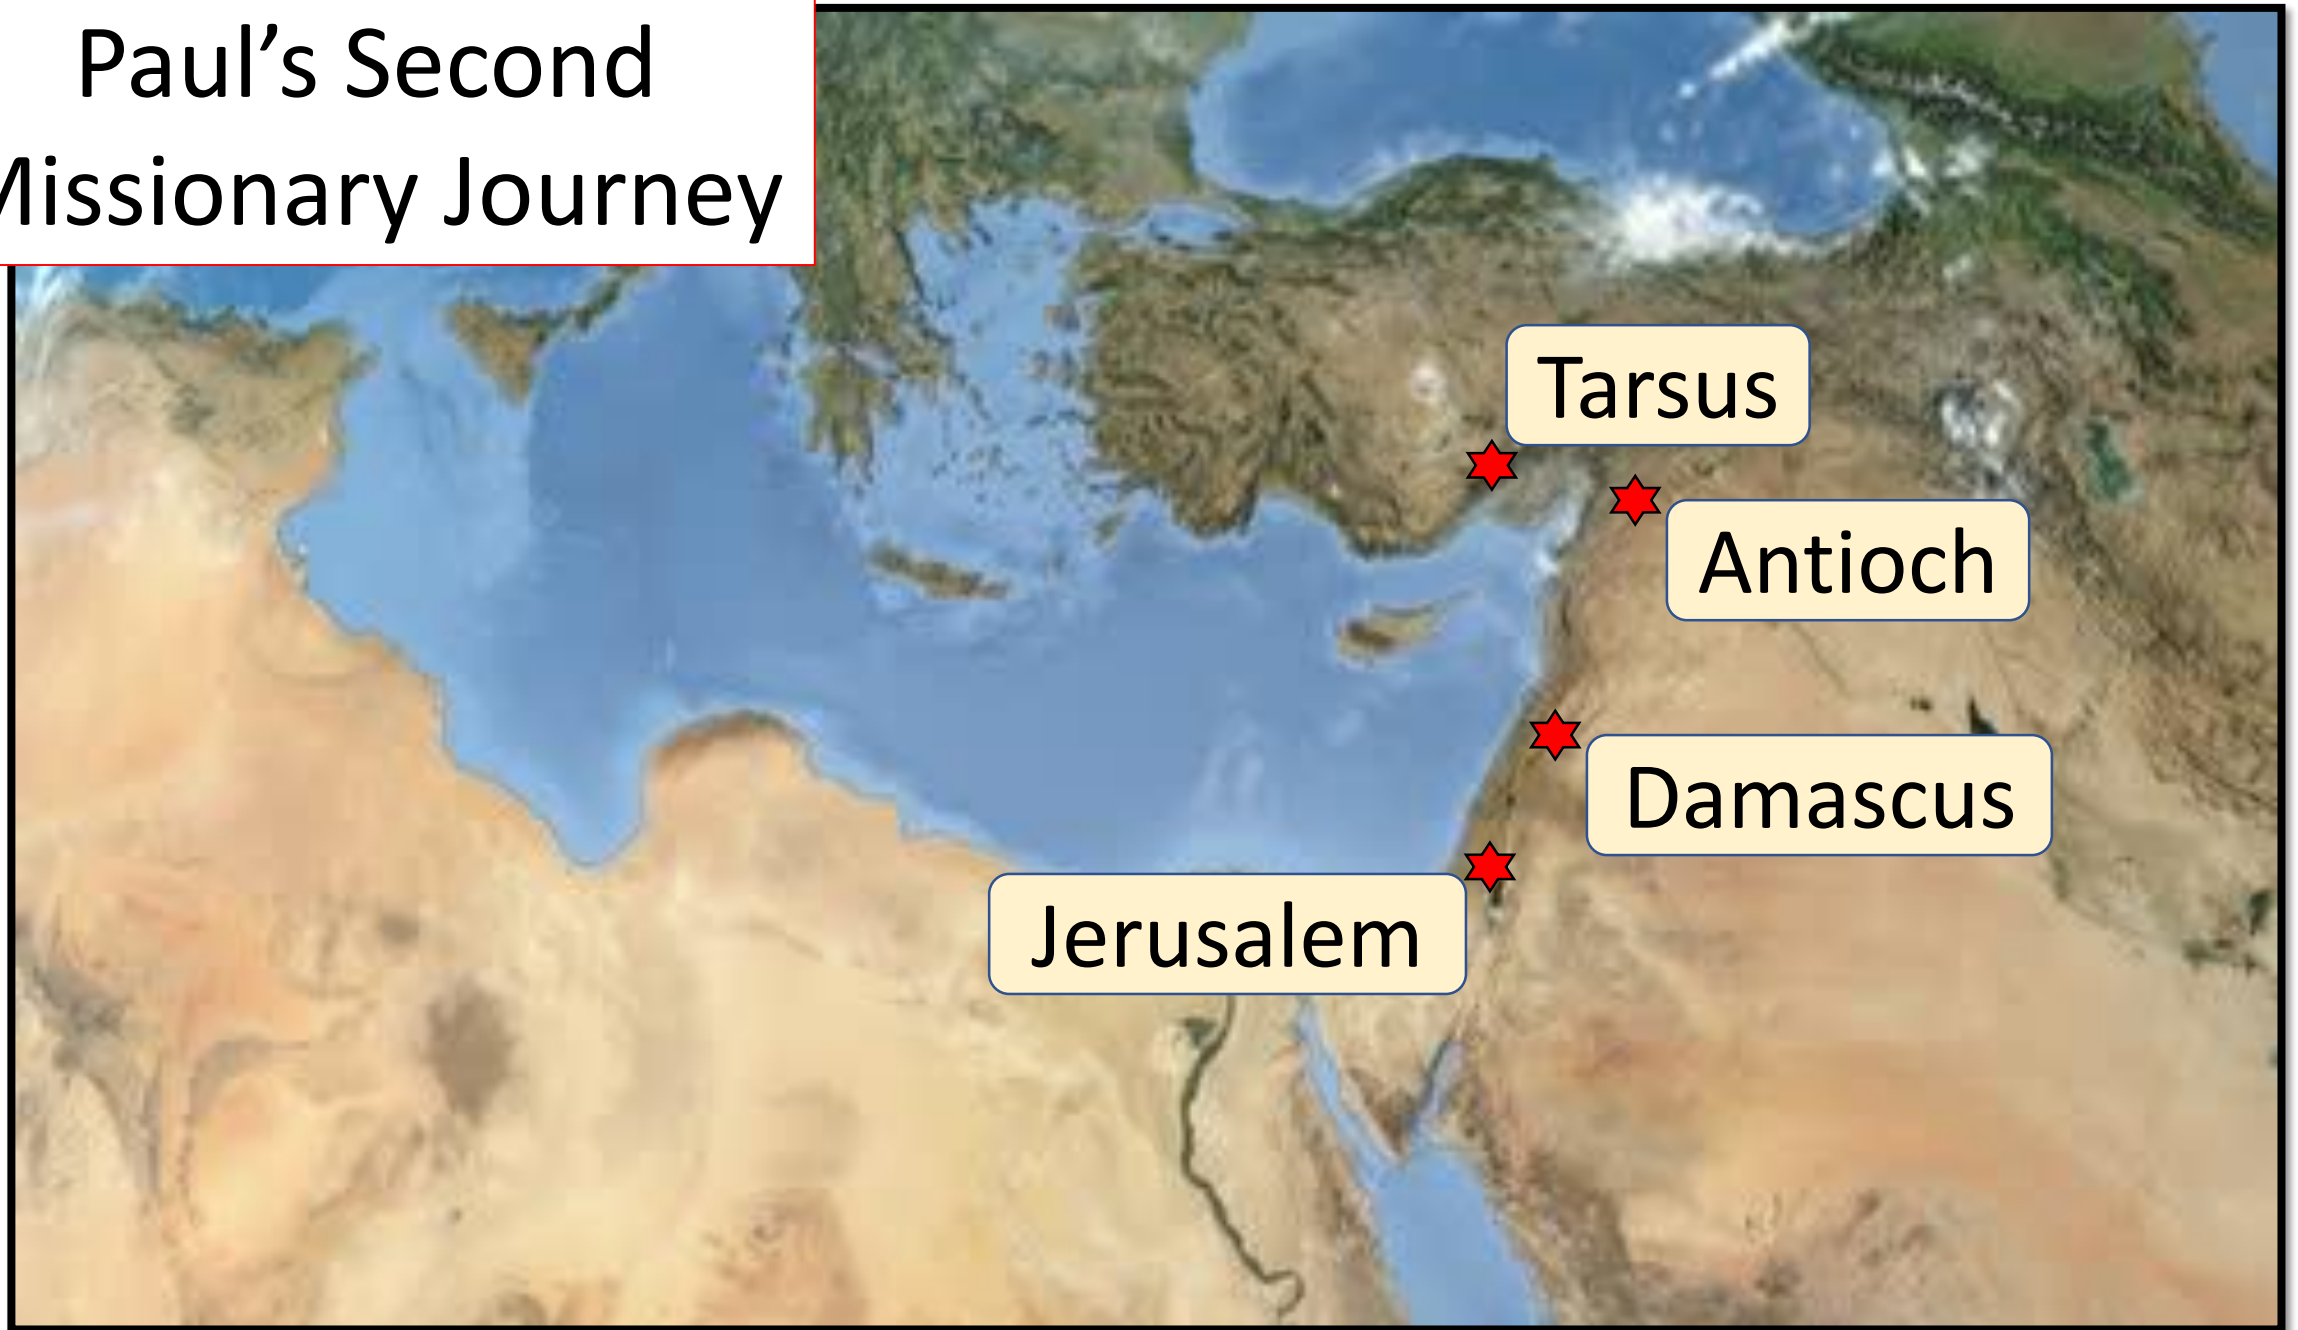 Paul’s Second
Missionary Journey
Tarsus
Antioch
Damascus
Jerusalem